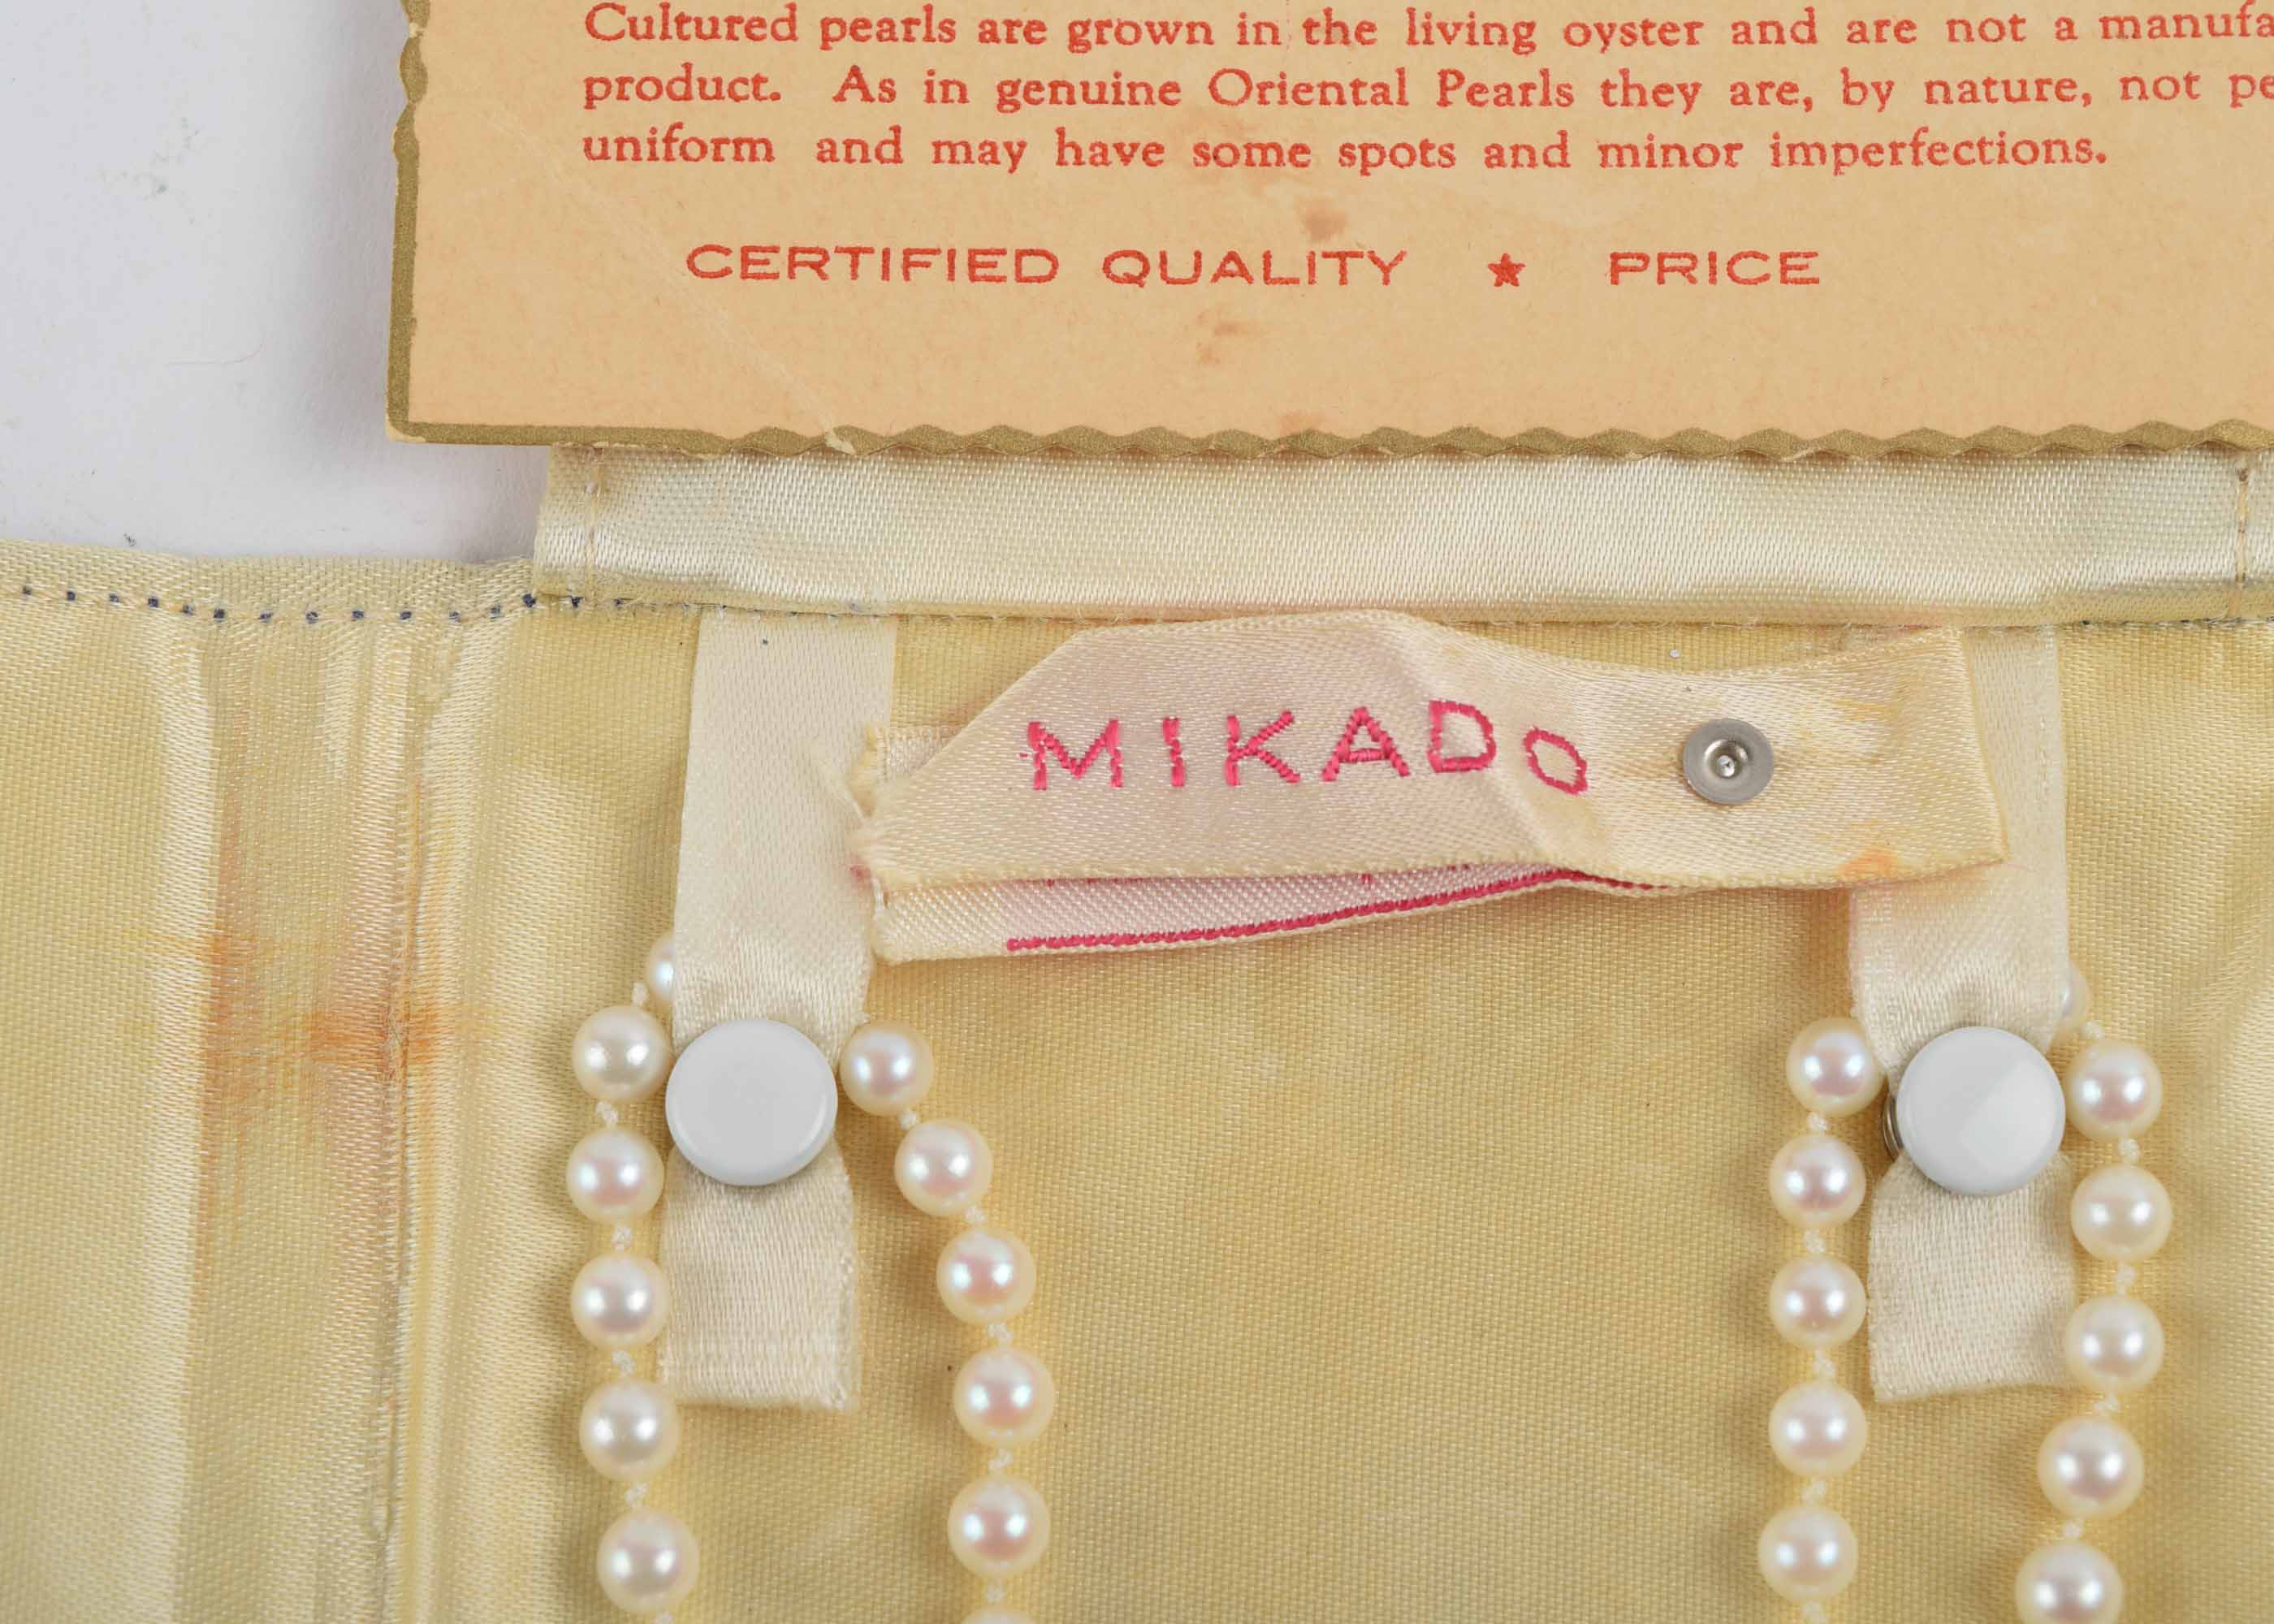 Cultured pearls are grown in the living oyster and are not a manufa
product. As in genuine Oriental Pearls they are, by nature, not pe
uniform and may have some spots and minor imperfections.
CERTIFIED QUALITY ★ PRICE
MIKADO